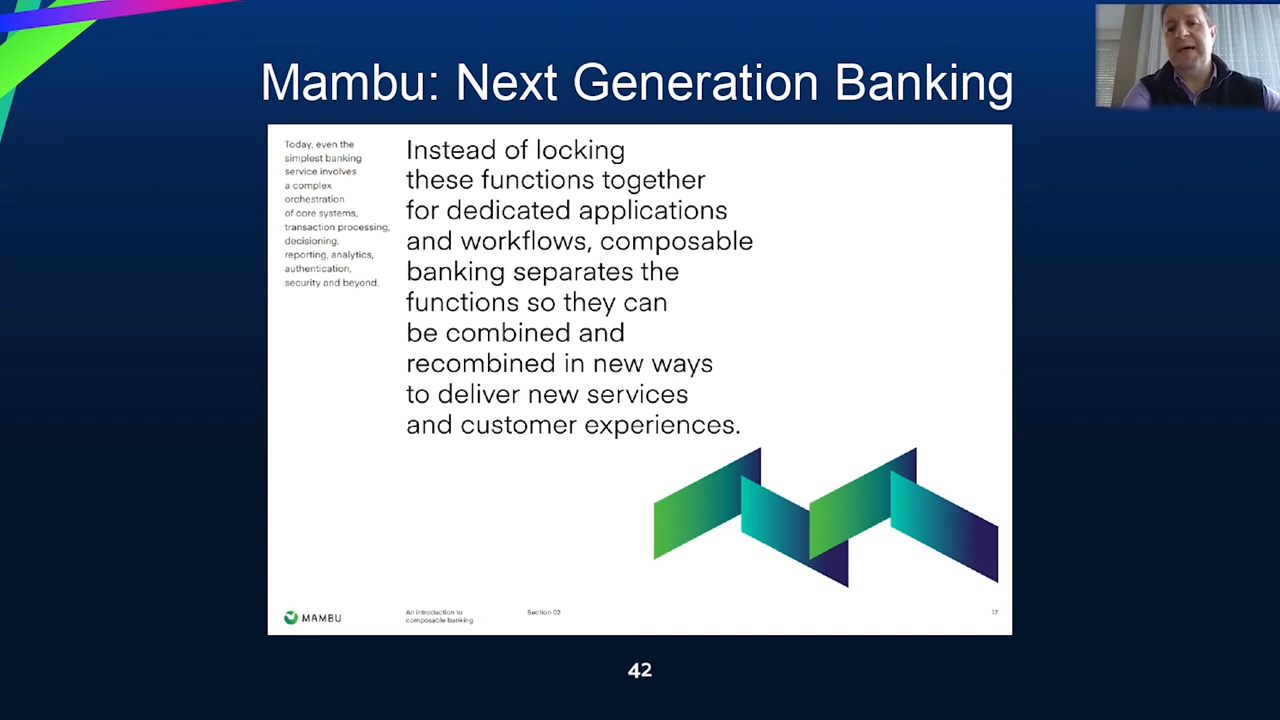 Mambu: Next Generation Banking
Today, even the
simplest banking
service involves
a complex
orchestration
of core systems,
transaction processing,
decisioning,
reporting, analytics,
authentication,
security and beyond.
Instead of locking
these functions together
for dedicated applications
and workflows, composable
banking separates the
functions so they can
be combined and
recombined in new ways
to deliver new services
and customer experiences.
MAMBU
An introduction to
composable banking
Section 02
12
42